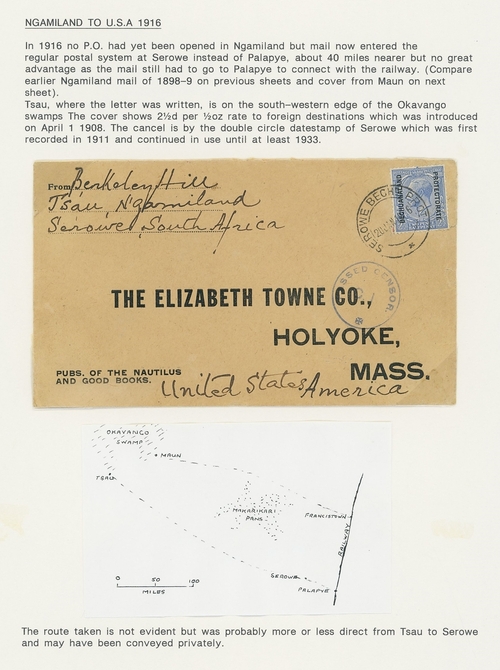 NGAMILAND TO U.S.A 1916
In 1916 no P.O. had yet been opened in Ngamiland but mail now entered the
regular postal system at Serowe instead of Palapye, about 40 miles nearer but no great
advantage as the mail still had to go to Palapye to connect with the railway. (Compare
earlier Ngamiland mail of 1898-9 on previous sheets and cover from Maun on next
sheet).
Tsau, where the letter was written, is on the south-western edge of the Okavango
swamps The cover shows 2½d per ½oz rate to foreign destinations which was introduced
on April 1 1908. The cancel is by the double circle datestamp of Serowe which was first
recorded in 1911 and continued in use until at least 1933.
From Berkeley Hill
Tsau, Ngamiland
Serowe, South Africa
SEROWE BECH
BECHUANALAND
PROTECTORATE
PASSED CENSOR.
THE ELIZABETH TOWNE CO.,
HOLYOKE,
MASS.
PUBS. OF THE NAUTILUS
AND GOOD BOOKS.
United States America
OKAVANGO
SWAMP
MAUN
TSAU
MAKARIKARI
PANS
FRANCISTOWN
RAILWAY
SEROWE
PALAPYE
0 50 100
MILES
The route taken is not evident but was probably more or less direct from Tsau to Serowe
and may have been conveyed privately.